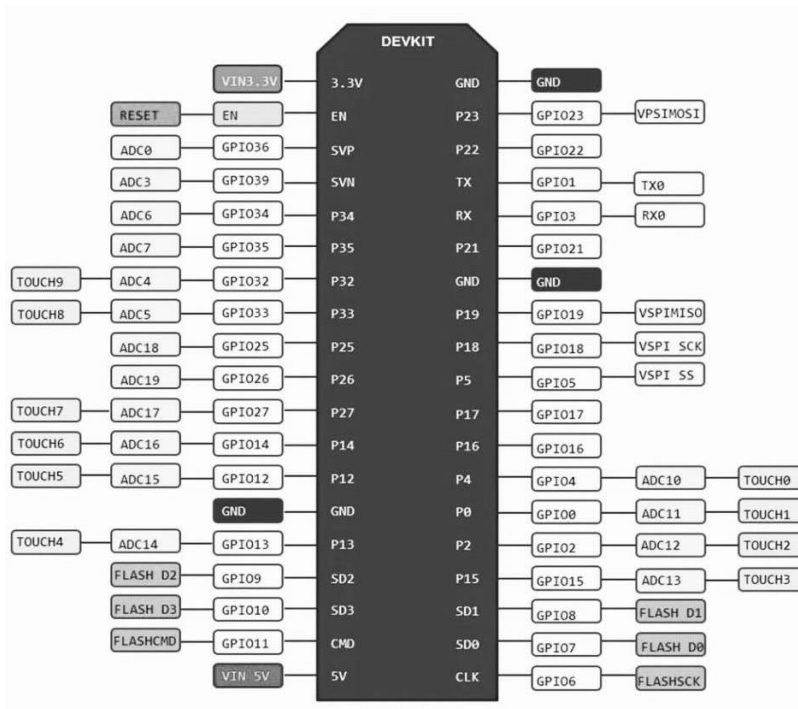 DEVKIT
VIN3.3V 3.3V GND GND
RESET EN EN P23 GPIO23 VPSIMOSI
ADC0 GPIO36 SVP P22 GPIO22
ADC3 GPIO39 SVN TX GPIO1 TX0
ADC6 GPIO34 P34 RX GPIO3 RX0
ADC7 GPIO35 P35 P21 GPIO21
TOUCH9 ADC4 GPIO32 P32 GND GND
TOUCH8 ADC5 GPIO33 P33 P19 GPIO19 VSPIMISO
ADC18 GPIO25 P25 P18 GPIO18 VSPI SCK
ADC19 GPIO26 P26 P5 GPIO5 VSPI SS
TOUCH7 ADC17 GPIO27 P27 P17 GPIO17
TOUCH6 ADC16 GPIO14 P14 P16 GPIO16
TOUCH5 ADC15 GPIO12 P12 P4 GPIO4 ADC10 TOUCH0
GND GND P0 GPIO0 ADC11 TOUCH1
TOUCH4 ADC14 GPIO13 P13 P2 GPIO2 ADC12 TOUCH2
FLASH D2 GPIO9 SD2 P15 GPIO15 ADC13 TOUCH3
FLASH D3 GPIO10 SD3 SD1 GPIO8 FLASH D1
FLASHCMD GPIO11 CMD SD0 GPIO7 FLASH D0
VIN 5V 5V CLK GPIO6 FLASHSCK